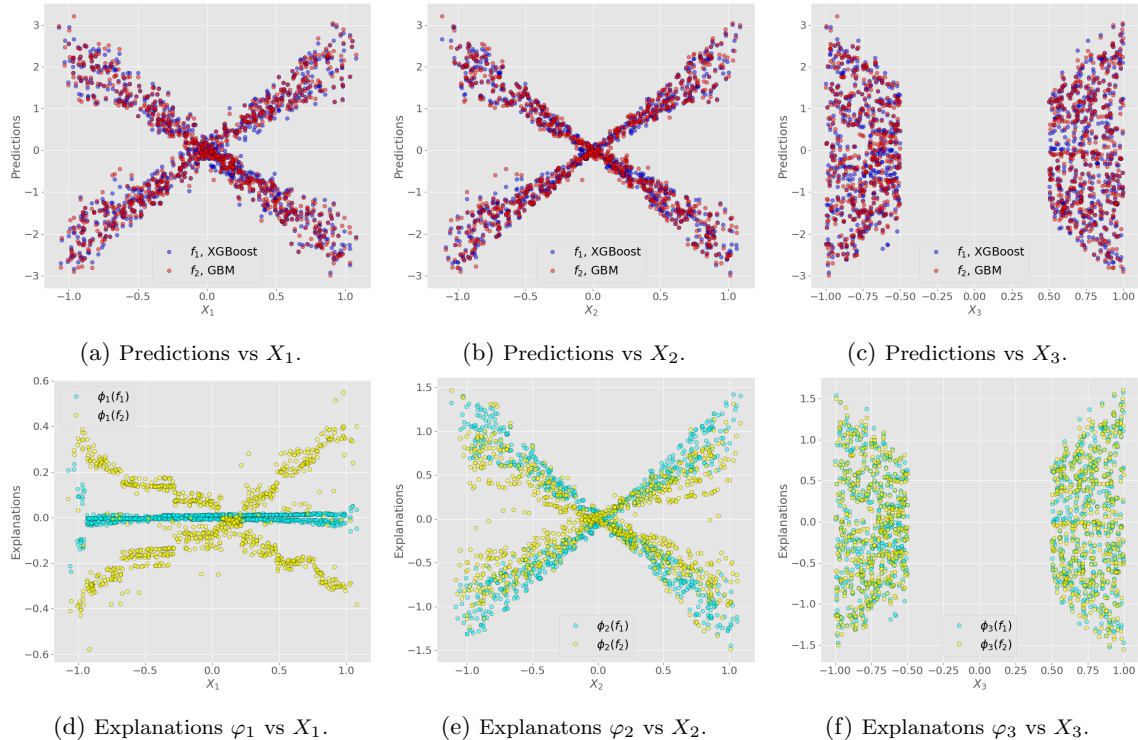 3
2
1
0
−1
−2
−3
Predictions
f₁, XGBoost
f₂, GBM
−1.0 −0.5 0.0 0.5 1.0
X₁
3
2
1
0
−1
−2
−3
Predictions
f₁, XGBoost
f₂, GBM
−1.0 −0.5 0.0 0.5 1.0
X₂
3
2
1
0
−1
−2
−3
Predictions
f₁, XGBoost
f₂, GBM
−1.00 −0.75 −0.50 −0.25 0.00 0.25 0.50 0.75 1.00
X₃
(a) Predictions vs X₁.
(b) Predictions vs X₂.
(c) Predictions vs X₃.
0.6
0.4
0.2
0.0
−0.2
−0.4
−0.6
Explanations
ϕ₁(f₁)
ϕ₁(f₂)
−1.0 −0.5 0.0 0.5 1.0
X₁
1.5
1.0
0.5
0.0
−0.5
−1.0
−1.5
Explanations
ϕ₂(f₁)
ϕ₂(f₂)
−1.0 −0.5 0.0 0.5 1.0
X₂
1.5
1.0
0.5
0.0
−0.5
−1.0
−1.5
Explanations
ϕ₃(f₁)
ϕ₃(f₂)
−1.00 −0.75 −0.50 −0.25 0.00 0.25 0.50 0.75 1.00
X₃
(d) Explanations φ₁ vs X₁.
(e) Explanatons φ₂ vs X₂.
(f) Explanatons φ₃ vs X₃.